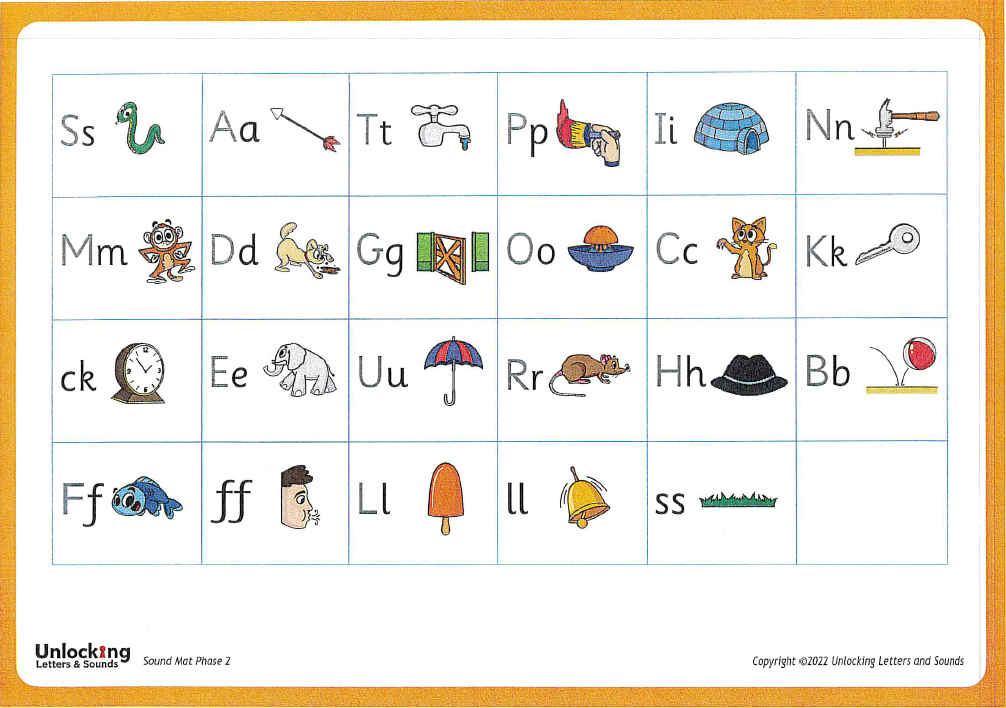 Ss Aa Tt Pp Ii Nn
Mm Dd Gg Oo Cc Kk
ck Ee Uu Rr Hh Bb
Ff ff Ll ll ss
Unlocking
Letters & Sounds
Sound Mat Phase 2
Copyright ©2022 Unlocking Letters and Sounds